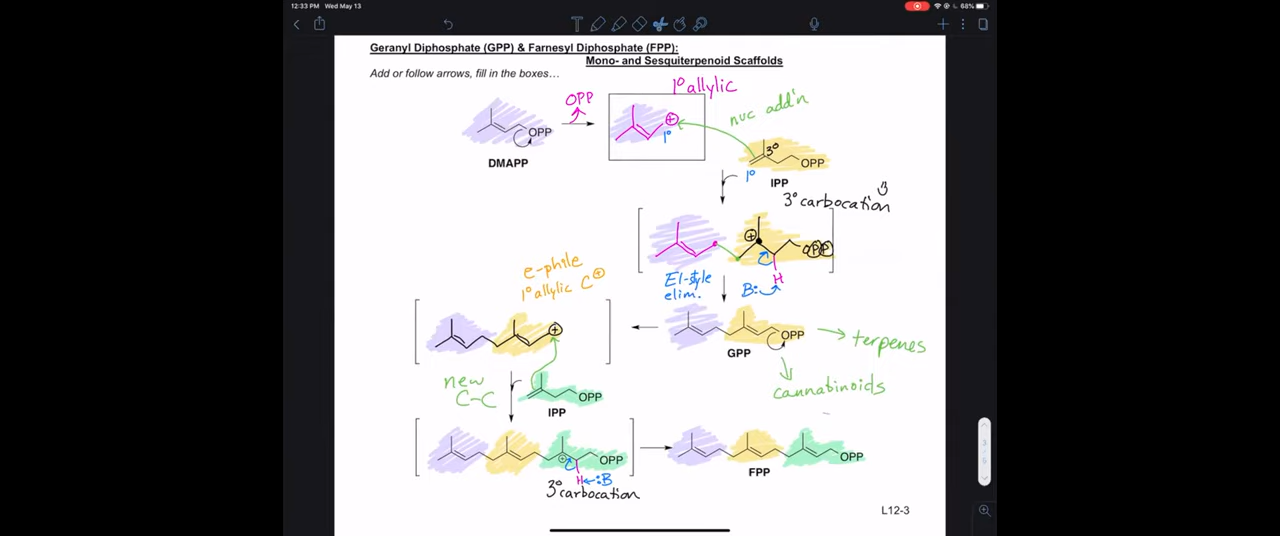 12:33 PM Wed May 13
68%
Geranyl Diphosphate (GPP) & Farnesyl Diphosphate (FPP):
Mono- and Sesquiterpenoid Scaffolds
Add or follow arrows, fill in the boxes…
1° allylic
OPP
nuc add'n
OPP
⊕
1°
3°
OPP
DMAPP
1°
IPP
3° carbocation
⊕
OPP
e-phile
1° allylic C⊕
E1-style
elim.
H
B:
⊕
OPP
GPP
terpenes
new
C-C
cannabinoids
OPP
IPP
OPP
⊕
OPP
FPP
H
:B
3° carbocation
L12-3
3
6